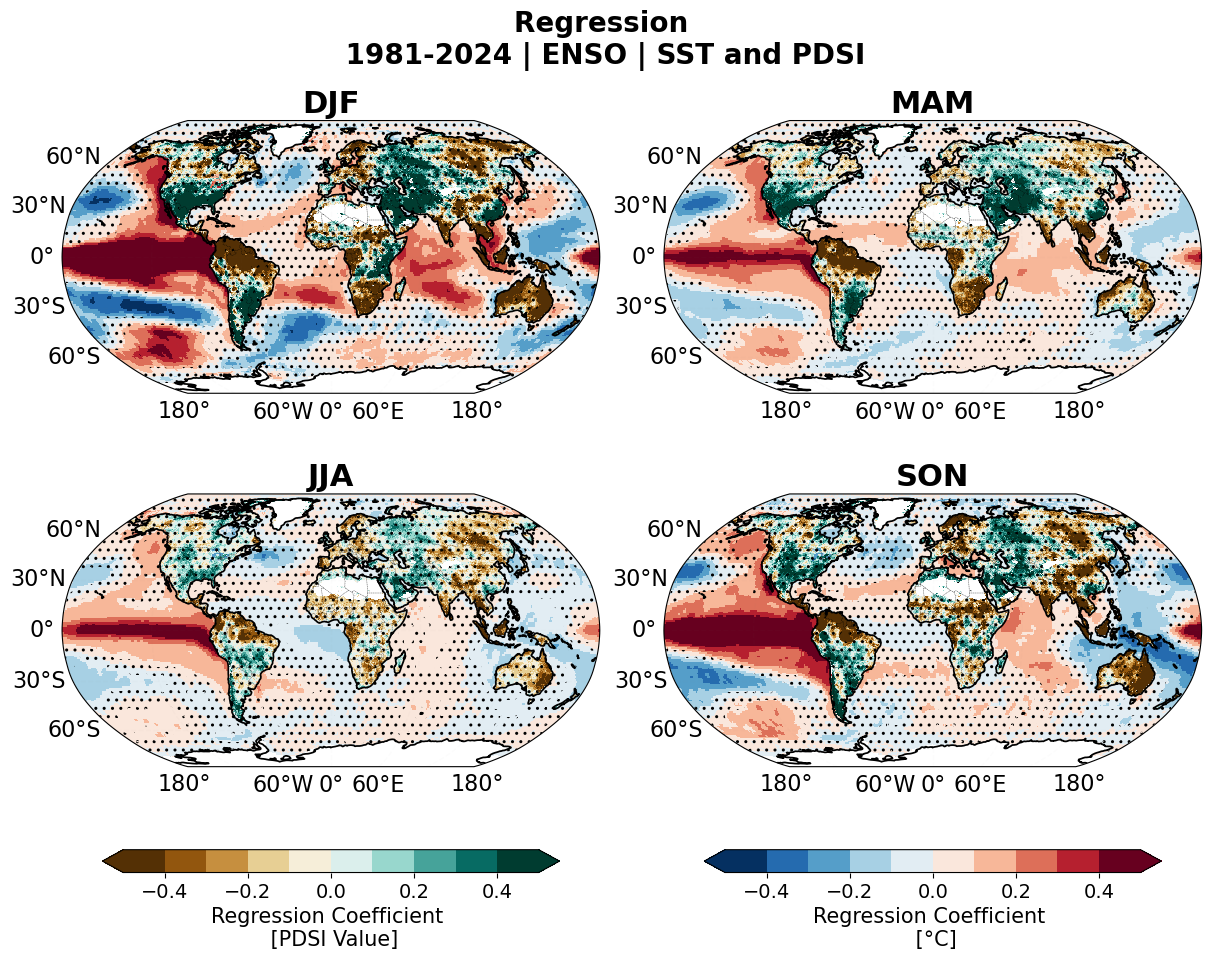 Regression
1981-2024 | ENSO | SST and PDSI
DJF
MAM
60°N
30°N
0°
30°S
60°S
180°
60°W
0°
60°E
180°
60°N
30°N
0°
30°S
60°S
180°
60°W
0°
60°E
180°
JJA
SON
60°N
30°N
0°
30°S
60°S
180°
60°W
0°
60°E
180°
60°N
30°N
0°
30°S
60°S
180°
60°W
0°
60°E
180°
−0.4
−0.2
0.0
0.2
0.4
Regression Coefficient
[PDSI Value]
−0.4
−0.2
0.0
0.2
0.4
Regression Coefficient
[°C]